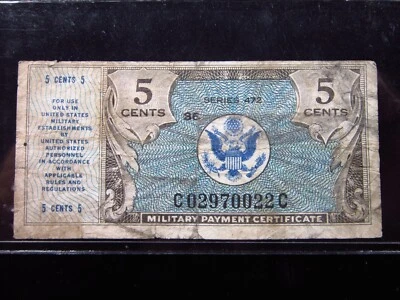 5 CENTS 5
FOR USE
ONLY IN
UNITED STATES
MILITARY
ESTABLISHMENTS
BY
UNITED STATES
AUTHORIZED
PERSONNEL
IN ACCORDANCE
WITH
APPLICABLE
RULES AND
REGULATIONS
5 CENTS 5
5 CENTS
SERIES 472
5 CENTS
36
C02970022C
MILITARY PAYMENT CERTIFICATE